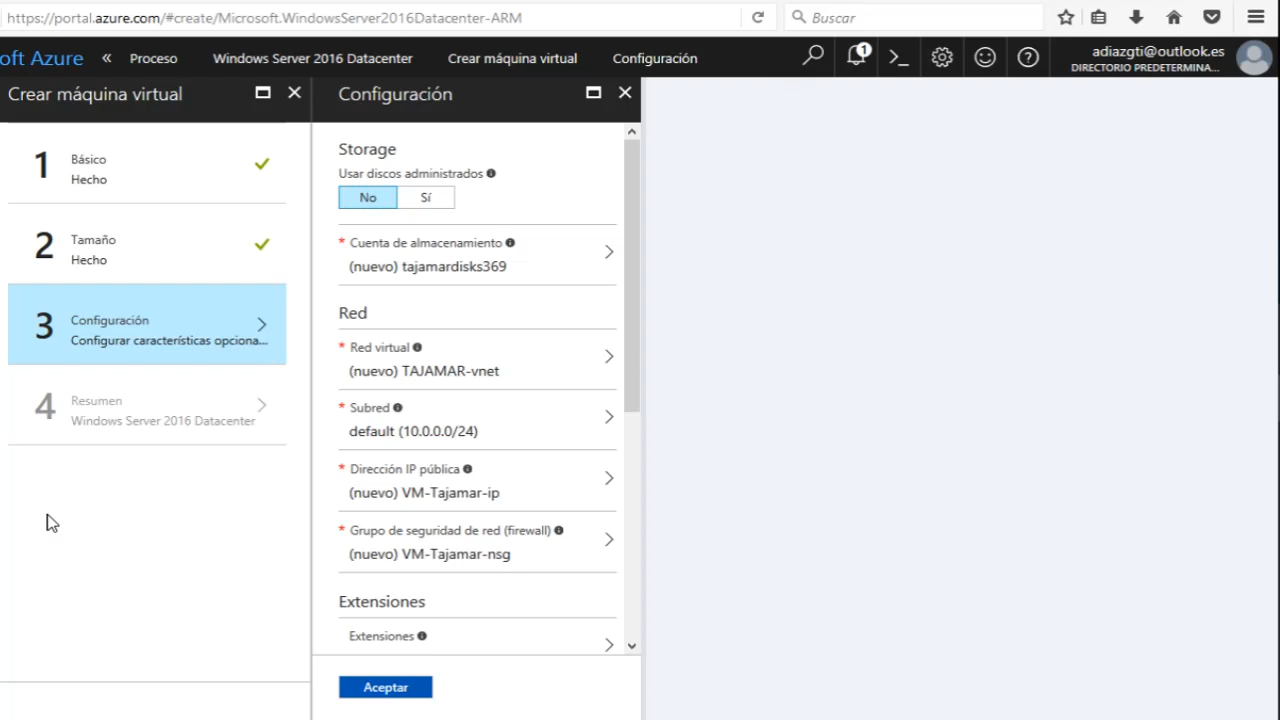 https://portal.azure.com/#create/Microsoft.WindowsServer2016Datacenter-ARM
Buscar
oft Azure « Proceso Windows Server 2016 Datacenter Crear máquina virtual Configuración
1
adiazgti@outlook.es
DIRECTORIO PREDETERMINA...
Crear máquina virtual
1
Básico
Hecho
2
Tamaño
Hecho
3
Configuración
Configurar características opciona...
4
Resumen
Windows Server 2016 Datacenter
Configuración
Storage
Usar discos administrados
No Sí
* Cuenta de almacenamiento
(nuevo) tajamardisks369
Red
* Red virtual
(nuevo) TAJAMAR-vnet
* Subred
default (10.0.0.0/24)
* Dirección IP pública
(nuevo) VM-Tajamar-ip
* Grupo de seguridad de red (firewall)
(nuevo) VM-Tajamar-nsg
Extensiones
Extensiones
Aceptar